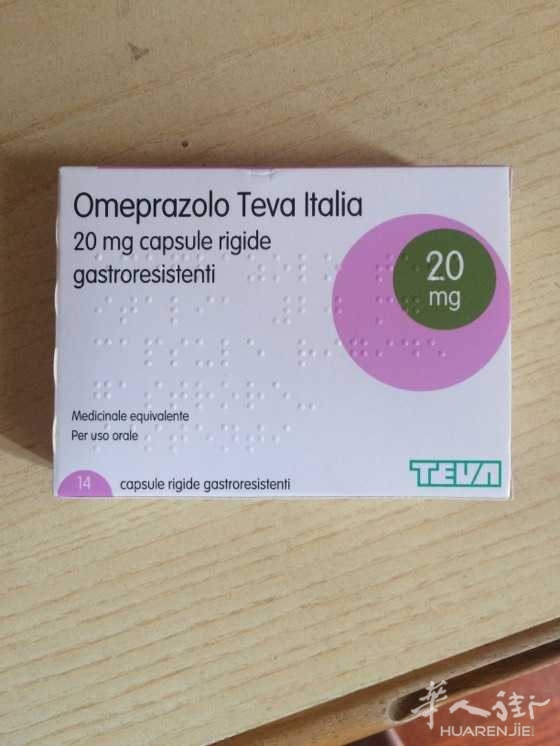 Omeprazolo Teva Italia
20 mg capsule rigide
gastroresistenti
20
mg
Medicinale equivalente
Per uso orale
14
capsule rigide gastroresistenti
TEVA
华人街
HUARENJIE